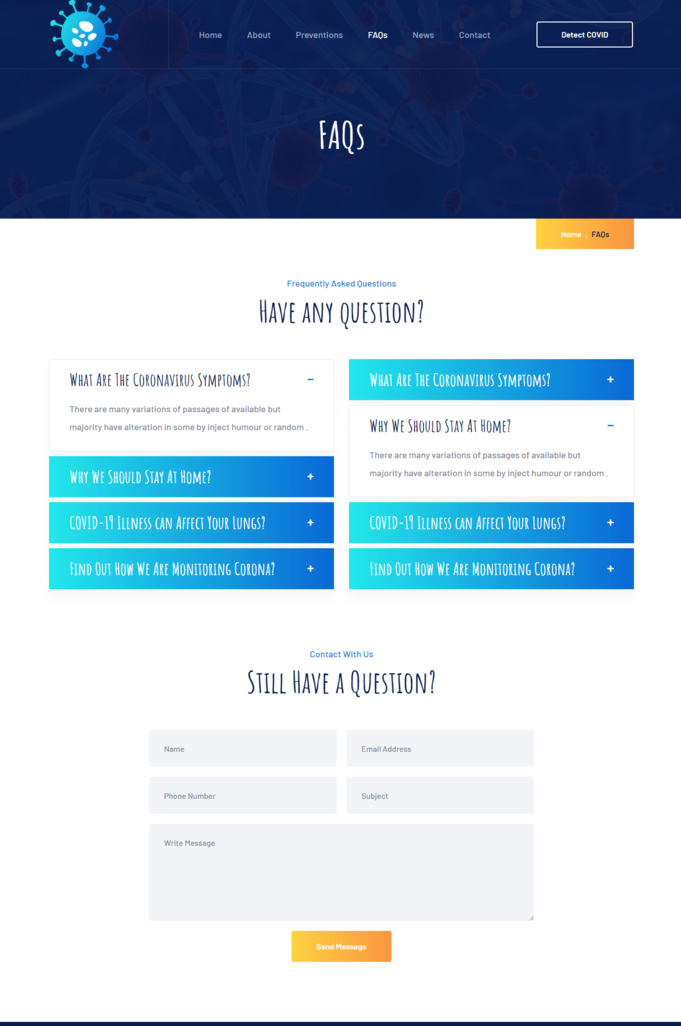 Home About Preventions FAQs News Contact Detect COVID
FAQs
Home . FAQs
Frequently Asked Questions
Have any question?
What Are The Coronavirus Symptoms? −
There are many variations of passages of available but
majority have alteration in some by inject humour or random .
Why We Should Stay At Home? +
COVID-19 Illness can Affect Your Lungs? +
Find Out How We Are Monitoring Corona? +
What Are The Coronavirus Symptoms? +
Why We Should Stay At Home? −
There are many variations of passages of available but
majority have alteration in some by inject humour or random .
COVID-19 Illness can Affect Your Lungs? +
Find Out How We Are Monitoring Corona? +
Contact With Us
Still Have a Question?
Name Email Address
Phone Number Subject
Write Message
Send Message